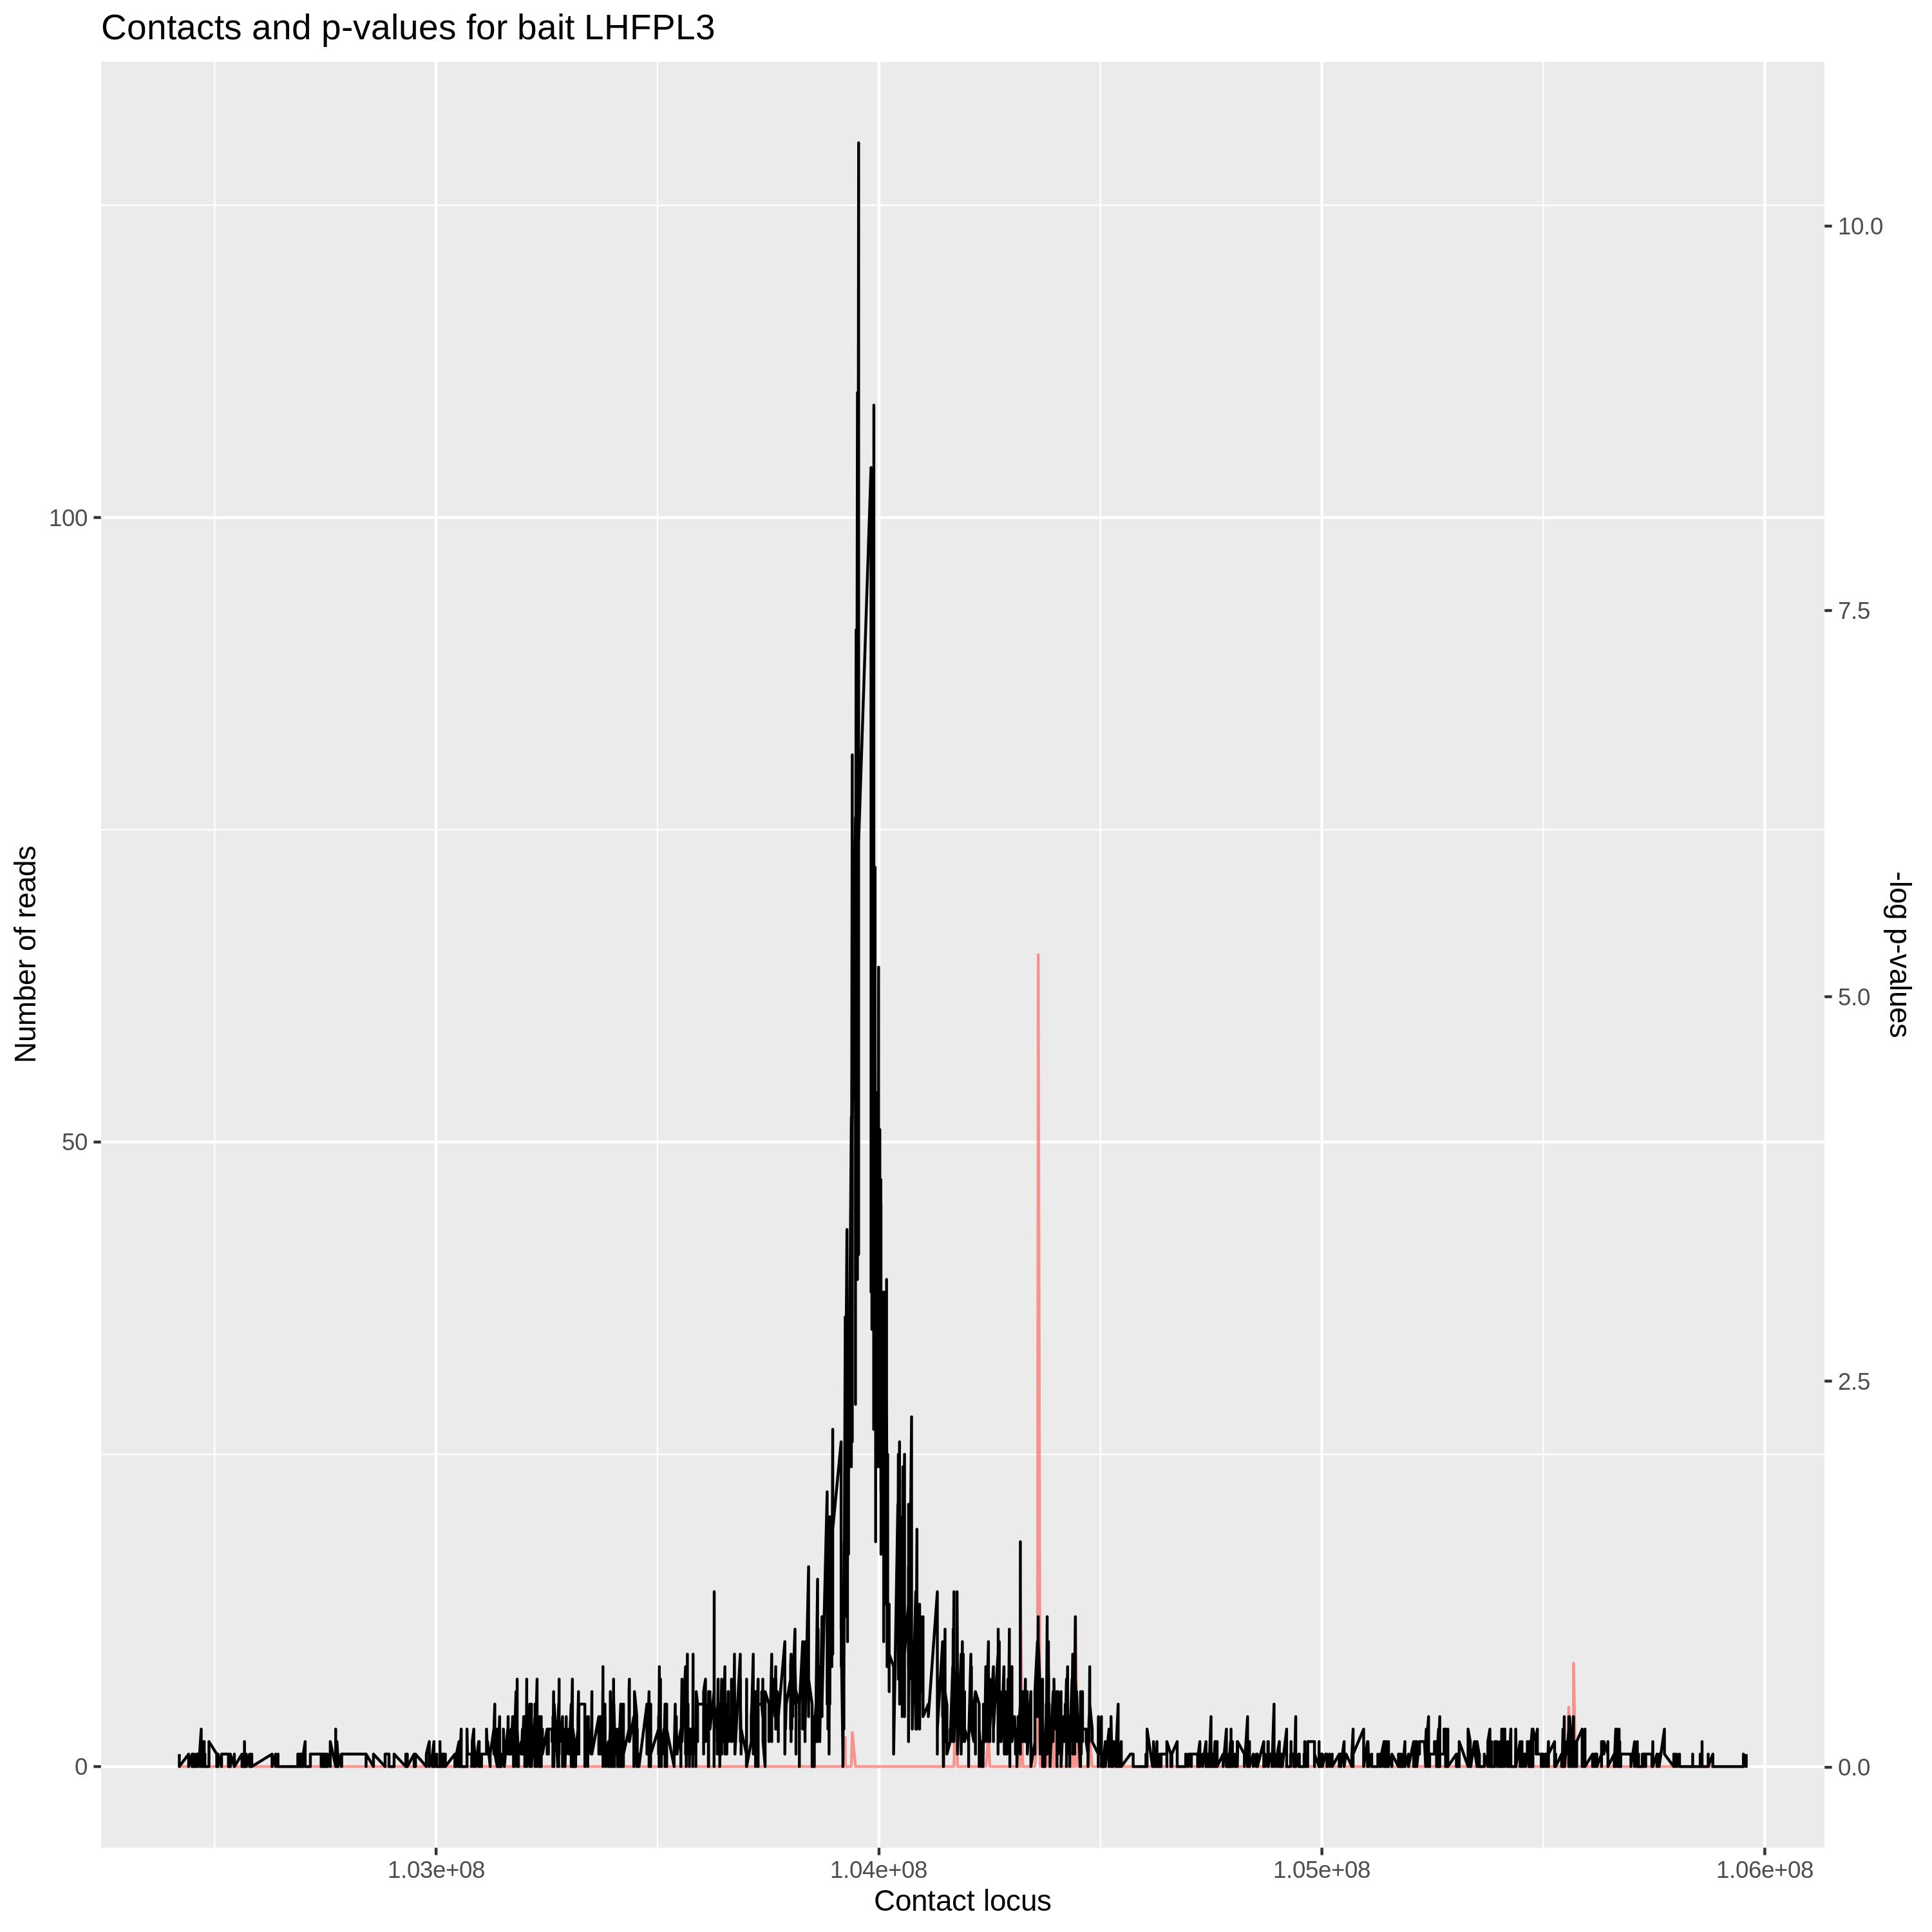 Contacts and p-values for bait LHFPL3
Number of reads
100
50
0
10.0
7.5
5.0
2.5
0.0
-log p-values
1.03e+08
1.04e+08
1.05e+08
1.06e+08
Contact locus